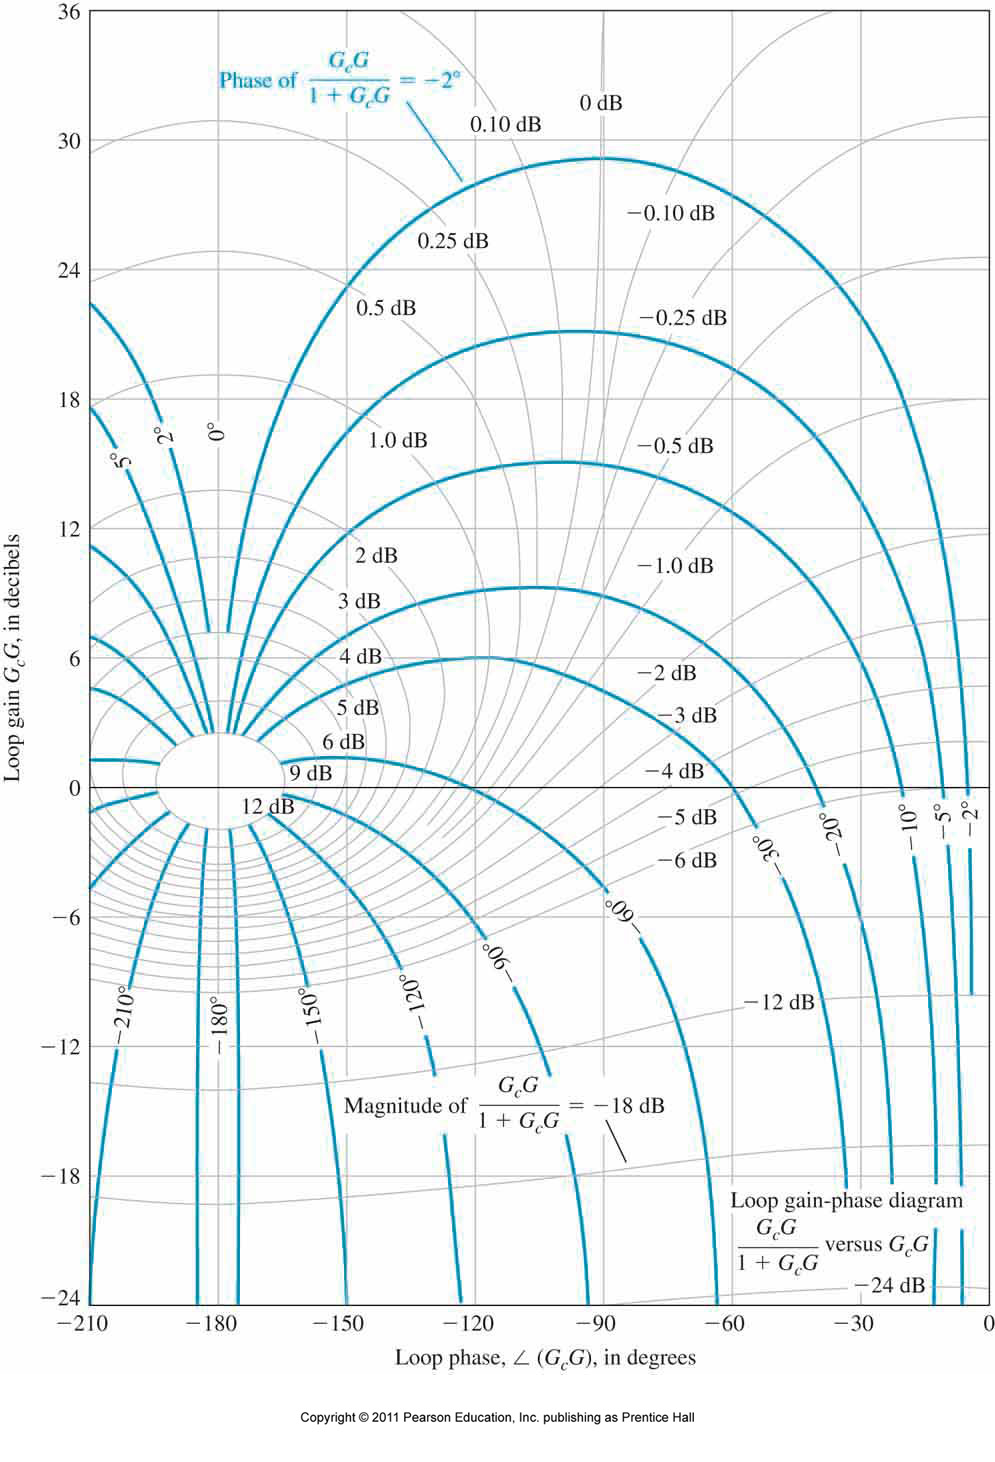 36
30
24
18
12
6
0
−6
−12
−18
−24
Loop gain GcG, in decibels
Phase of GcG / 1 + GcG = −2°
0 dB
0.10 dB
−0.10 dB
0.25 dB
0.5 dB
−0.25 dB
1.0 dB
−0.5 dB
5°
2°
0°
2 dB
−1.0 dB
3 dB
4 dB
−2 dB
5 dB
−3 dB
6 dB
9 dB
−4 dB
12 dB
−5 dB
−6 dB
−30°
−20°
−10°
−5°
−2°
−60°
−90°
−120°
−150°
−180°
−210°
−12 dB
Magnitude of GcG / 1 + GcG = −18 dB
Loop gain-phase diagram
GcG / 1 + GcG versus GcG
−24 dB
−210 −180 −150 −120 −90 −60 −30 0
Loop phase, ∠ (GcG), in degrees
Copyright © 2011 Pearson Education, Inc. publishing as Prentice Hall